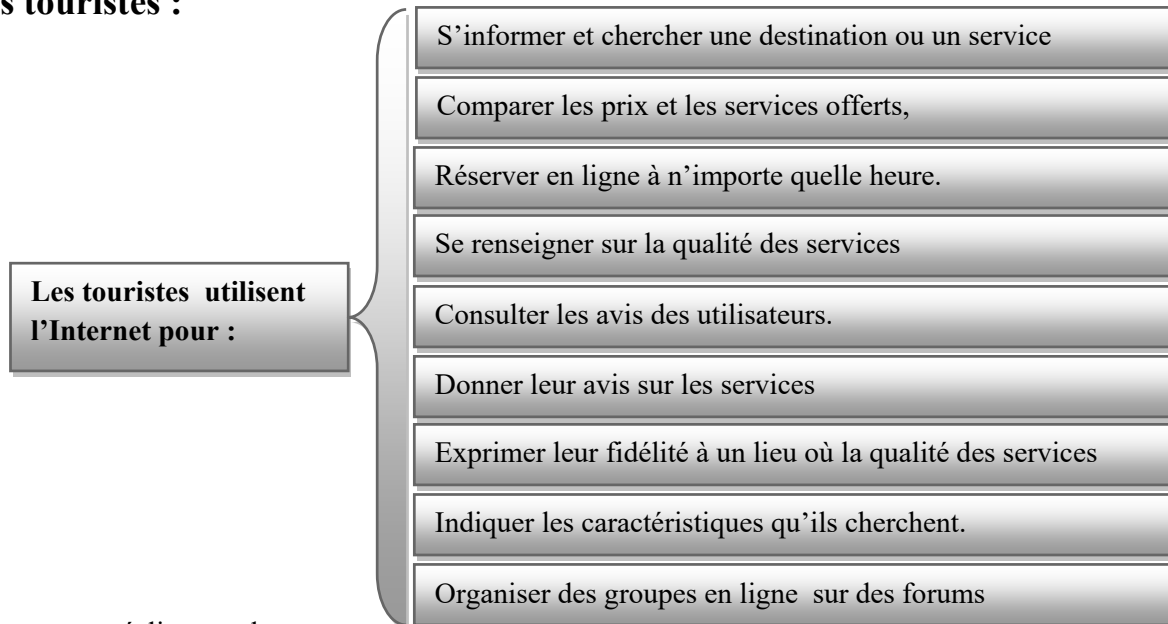 s touristes :
S’informer et chercher une destination ou un service
Comparer les prix et les services offerts,
Réserver en ligne à n’importe quelle heure.
Se renseigner sur la qualité des services
Les touristes utilisent
l’Internet pour :
Consulter les avis des utilisateurs.
Donner leur avis sur les services
Exprimer leur fidélité à un lieu où la qualité des services
Indiquer les caractéristiques qu’ils cherchent.
Organiser des groupes en ligne sur des forums